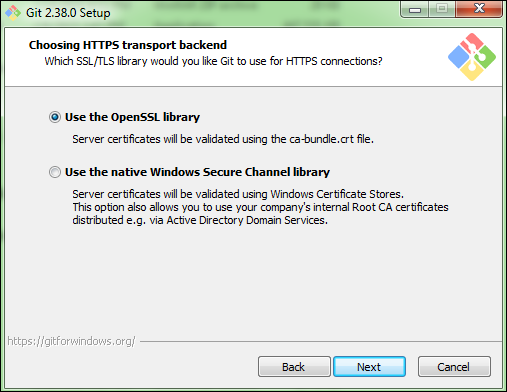 Git 2.38.0 Setup
Choosing HTTPS transport backend
Which SSL/TLS library would you like Git to use for HTTPS connections?
Use the OpenSSL library
Server certificates will be validated using the ca-bundle.crt file.
Use the native Windows Secure Channel library
Server certificates will be validated using Windows Certificate Stores.
This option also allows you to use your company's internal Root CA certificates
distributed e.g. via Active Directory Domain Services.
https://gitforwindows.org/
Back
Next
Cancel